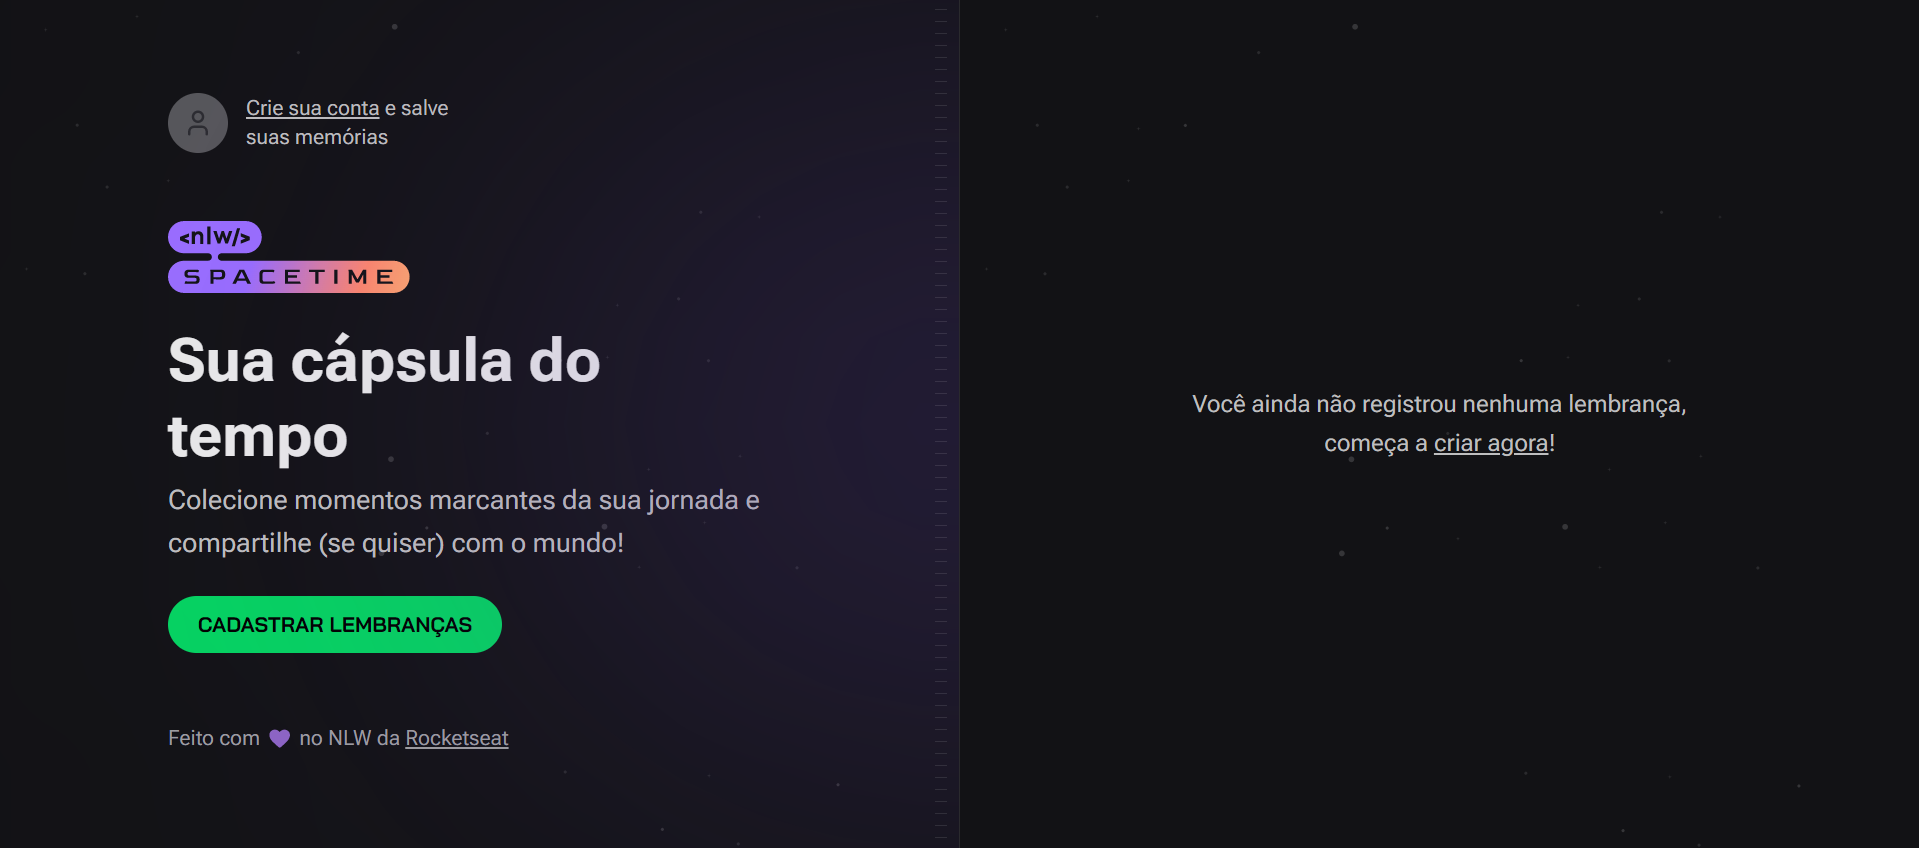 Crie sua conta e salve
suas memórias
<nlw/>
SPACETIME
Sua cápsula do
tempo
Colecione momentos marcantes da sua jornada e
compartilhe (se quiser) com o mundo!
CADASTRAR LEMBRANÇAS
Feito com 💜 no NLW da Rocketseat
Você ainda não registrou nenhuma lembrança,
começa a criar agora!